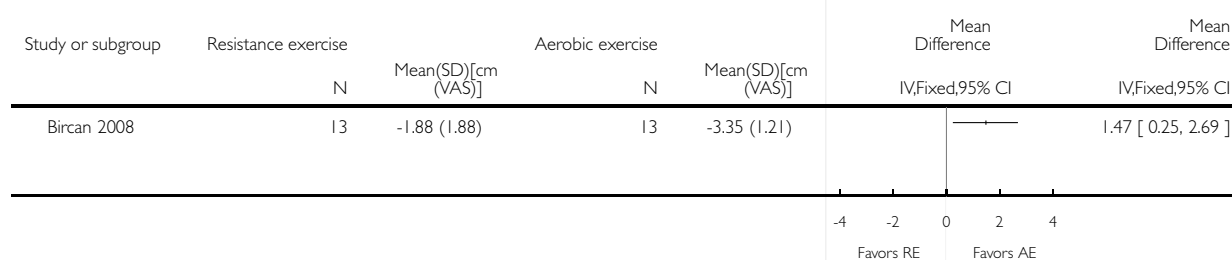 Mean Mean
Study or subgroup Resistance exercise Aerobic exercise Difference Difference
Mean(SD)[cm Mean(SD)[cm
N (VAS)] N (VAS)] IV,Fixed,95% CI IV,Fixed,95% CI
Bircan 2008 13 -1.88 (1.88) 13 -3.35 (1.21) 1.47 [ 0.25, 2.69 ]
-4 -2 0 2 4
Favors RE Favors AE